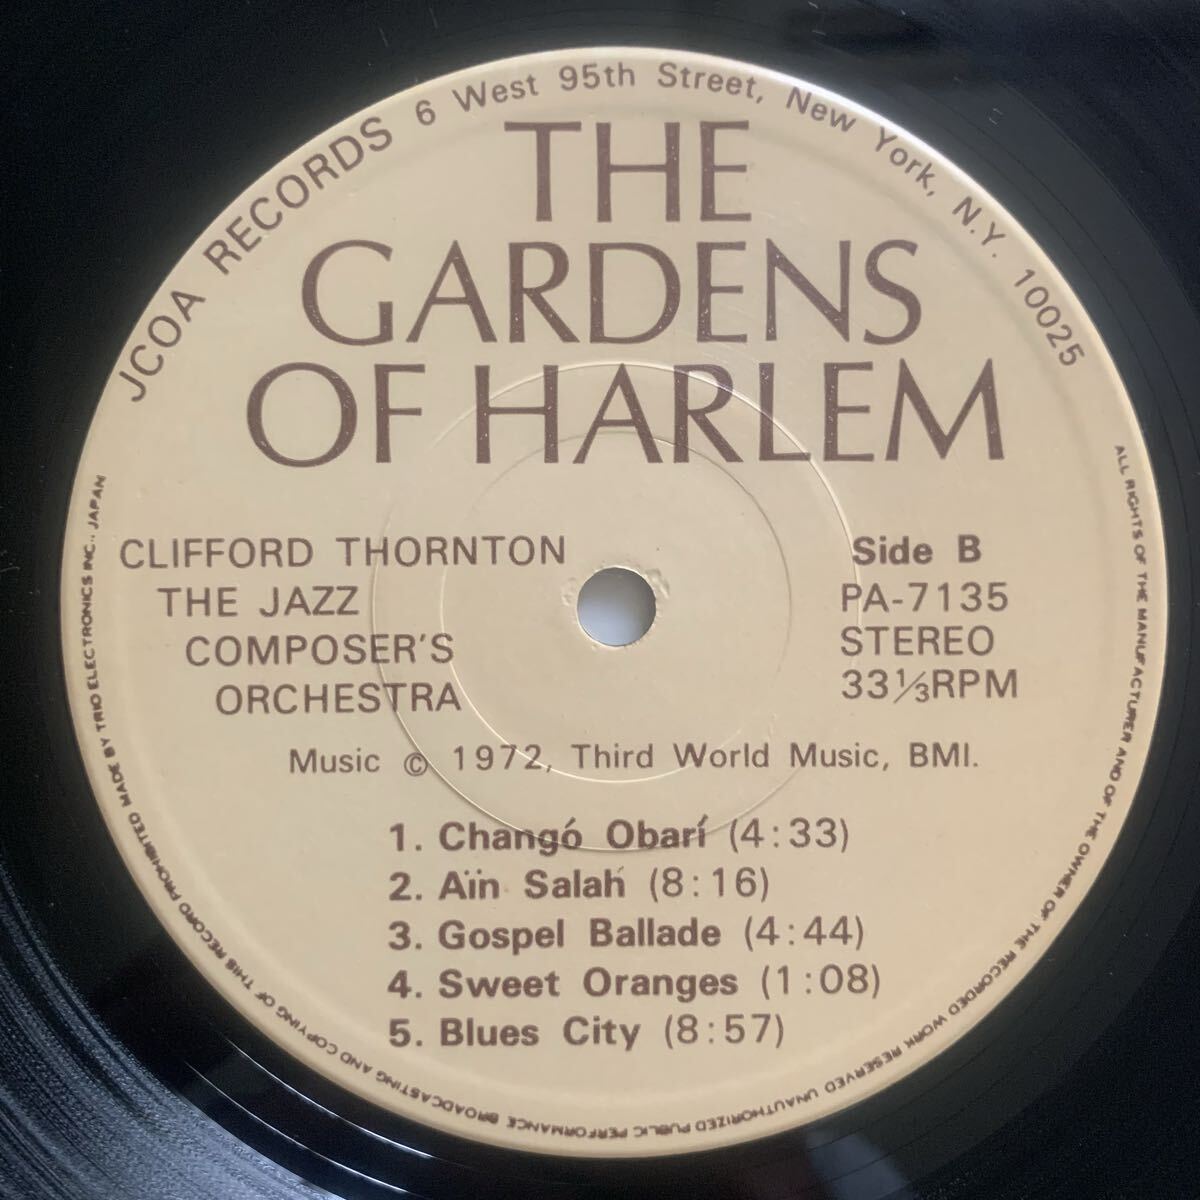 JCOA RECORDS 6 West 95th Street, New York, N.Y. 10025
THE
GARDENS
OF HARLEM
CLIFFORD THORNTON
THE JAZZ
COMPOSER'S
ORCHESTRA
Side B
PA-7135
STEREO
33 1/3 RPM
Music © 1972, Third World Music, BMI.
1. Changó Obarí (4:33)
2. Aïn Salah (8:16)
3. Gospel Ballade (4:44)
4. Sweet Oranges (1:08)
5. Blues City (8:57)
ALL RIGHTS OF THE MANUFACTURER AND OF THE OWNER OF THE RECORDED WORK RESERVED UNAUTHORIZED PUBLIC PERFORMANCE BROADCASTING AND COPYING OF THIS RECORD PROHIBITED MADE BY TRIO ELECTRONICS INC., JAPAN